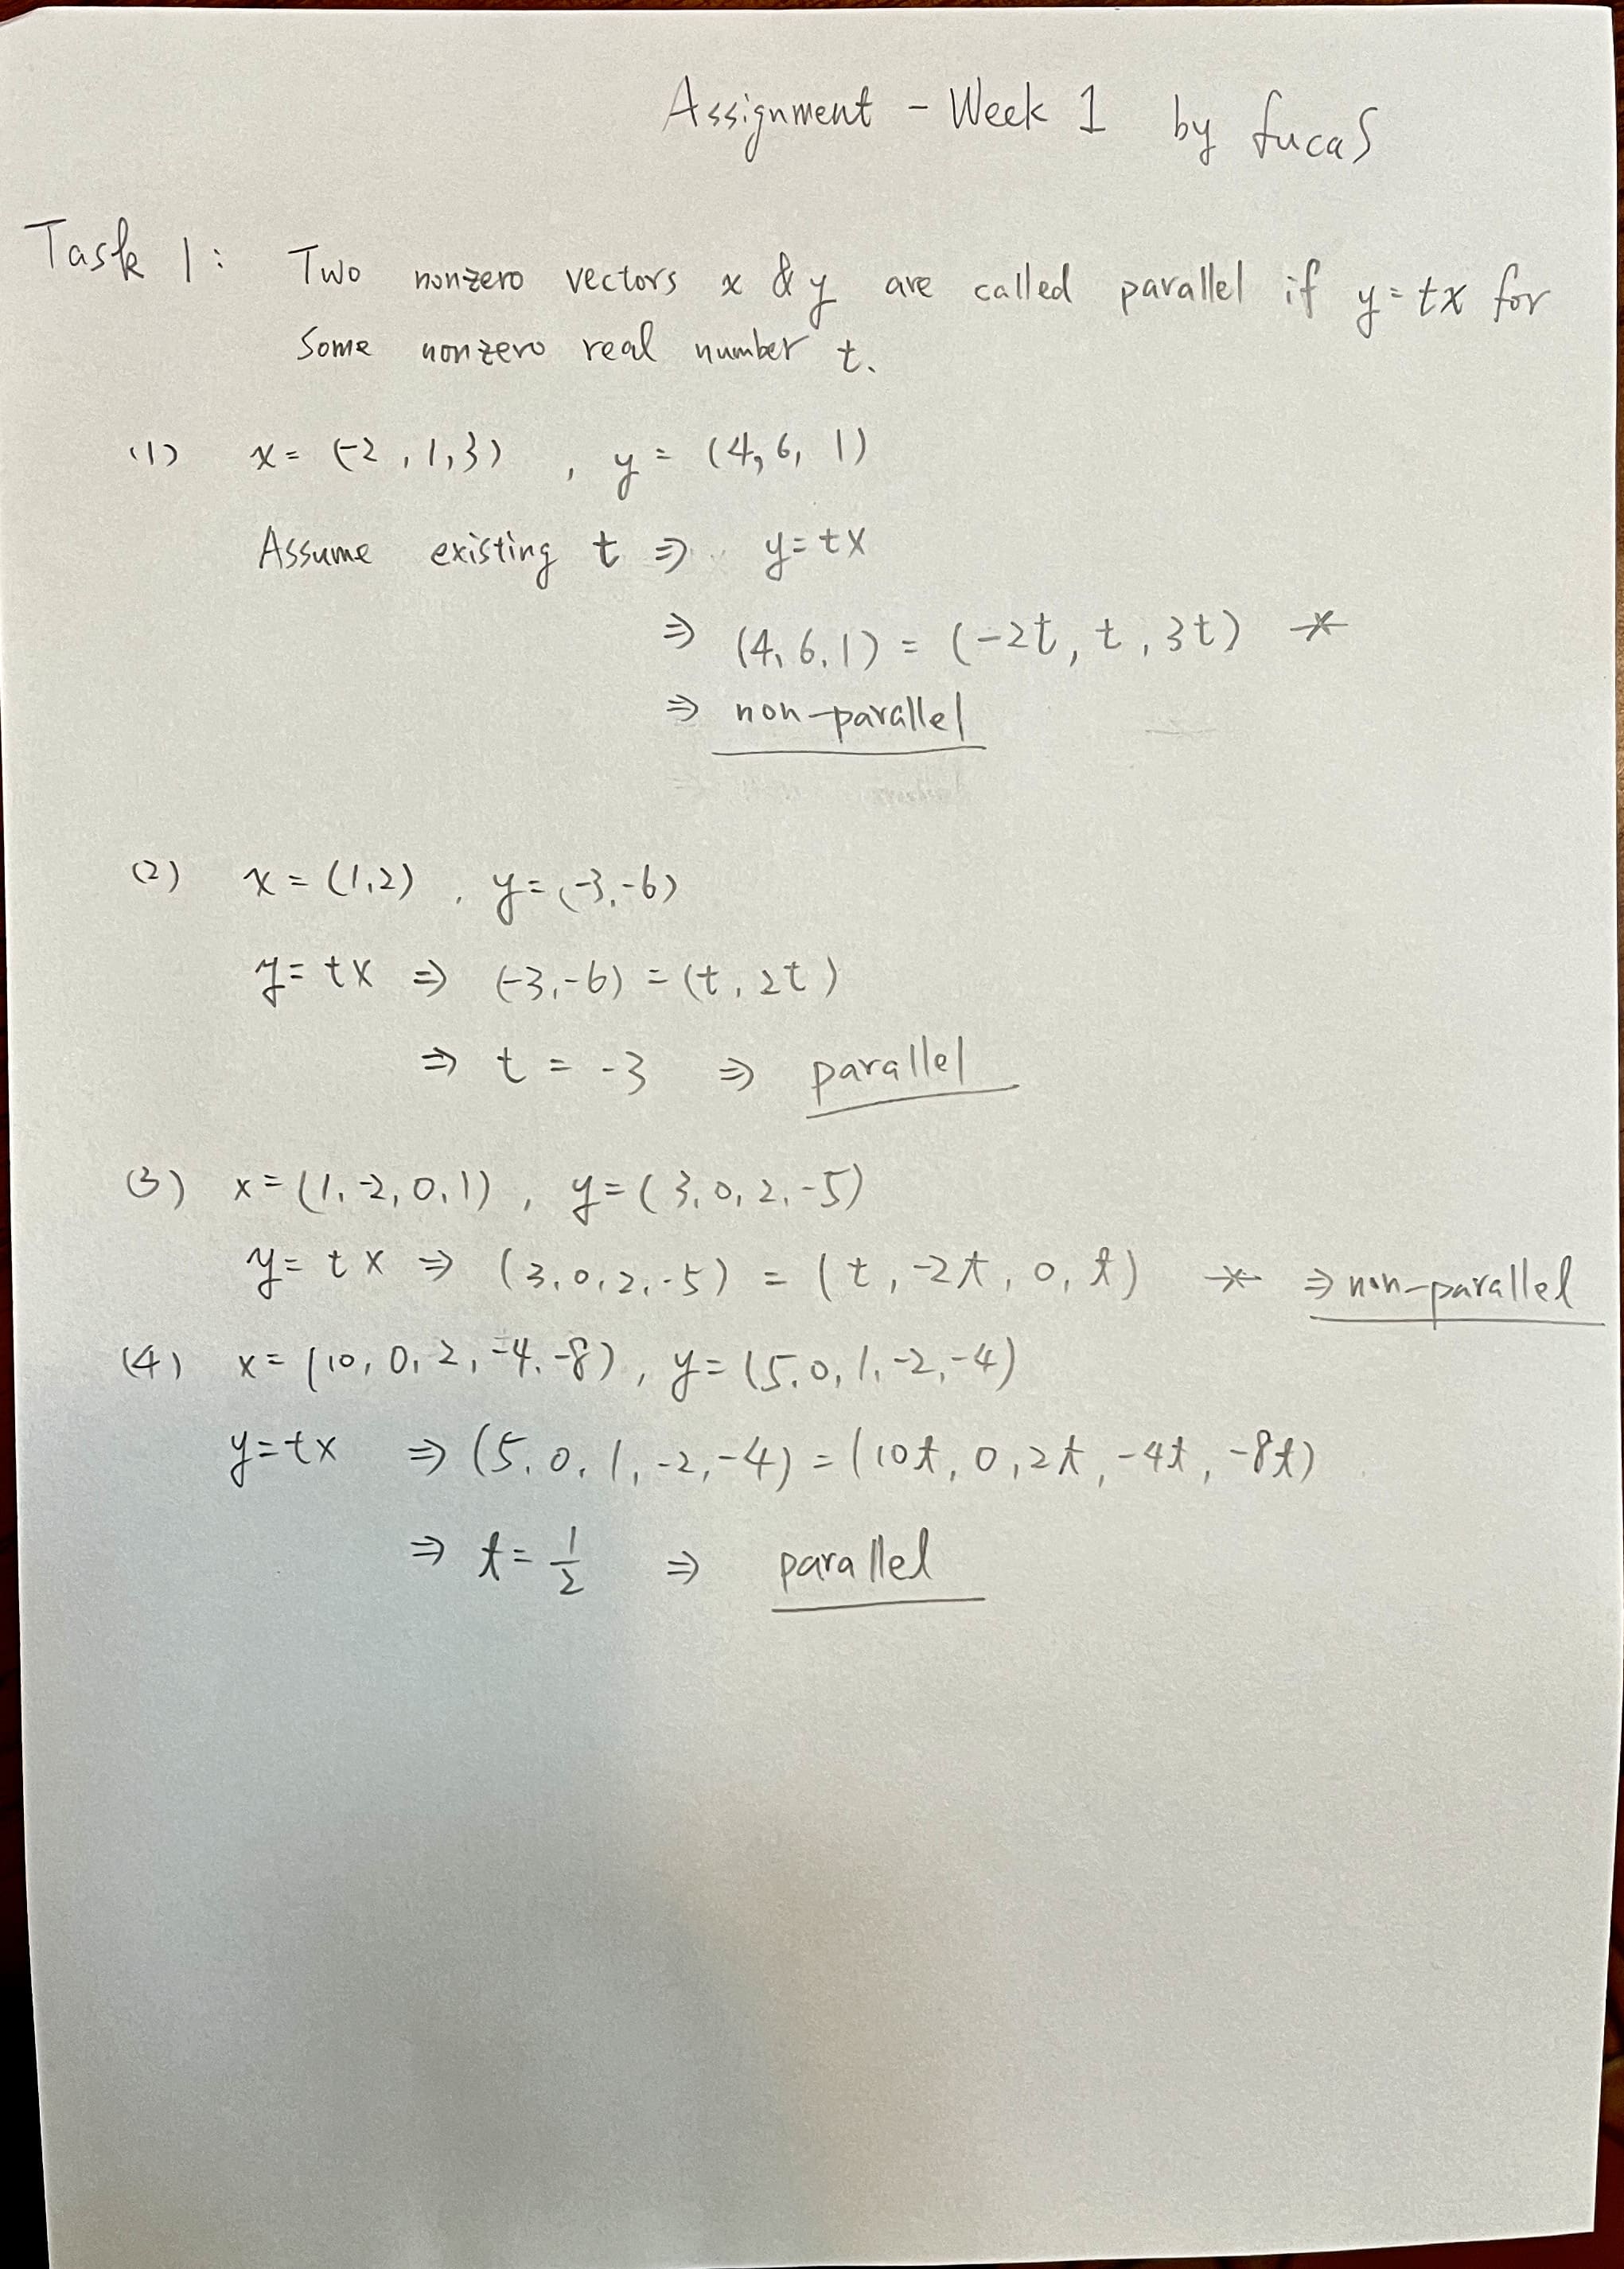 Assignment - Week 1 by Lucas
Task 1: Two nonzero vectors x & y are called parallel if y = tx for
some nonzero real number t.
(1) x = (-2, 1, 3), y = (4, 6, 1)
Assume existing t ⇒ y = tx
⇒ (4, 6, 1) = (-2t, t, 3t) ※
⇒ non-parallel
(2) x = (1, 2), y = (-3, -6)
y = tx ⇒ (-3, -6) = (t, 2t)
⇒ t = -3 ⇒ parallel
(3) x = (1, -2, 0, 1), y = (3, 0, 2, -5)
y = tx ⇒ (3, 0, 2, -5) = (t, -2t, 0, t) ※ ⇒ non-parallel
(4) x = (10, 0, 2, -4, -8), y = (5, 0, 1, -2, -4)
y = tx ⇒ (5, 0, 1, -2, -4) = (10t, 0, 2t, -4t, -8t)
⇒ t = 1/2 ⇒ parallel